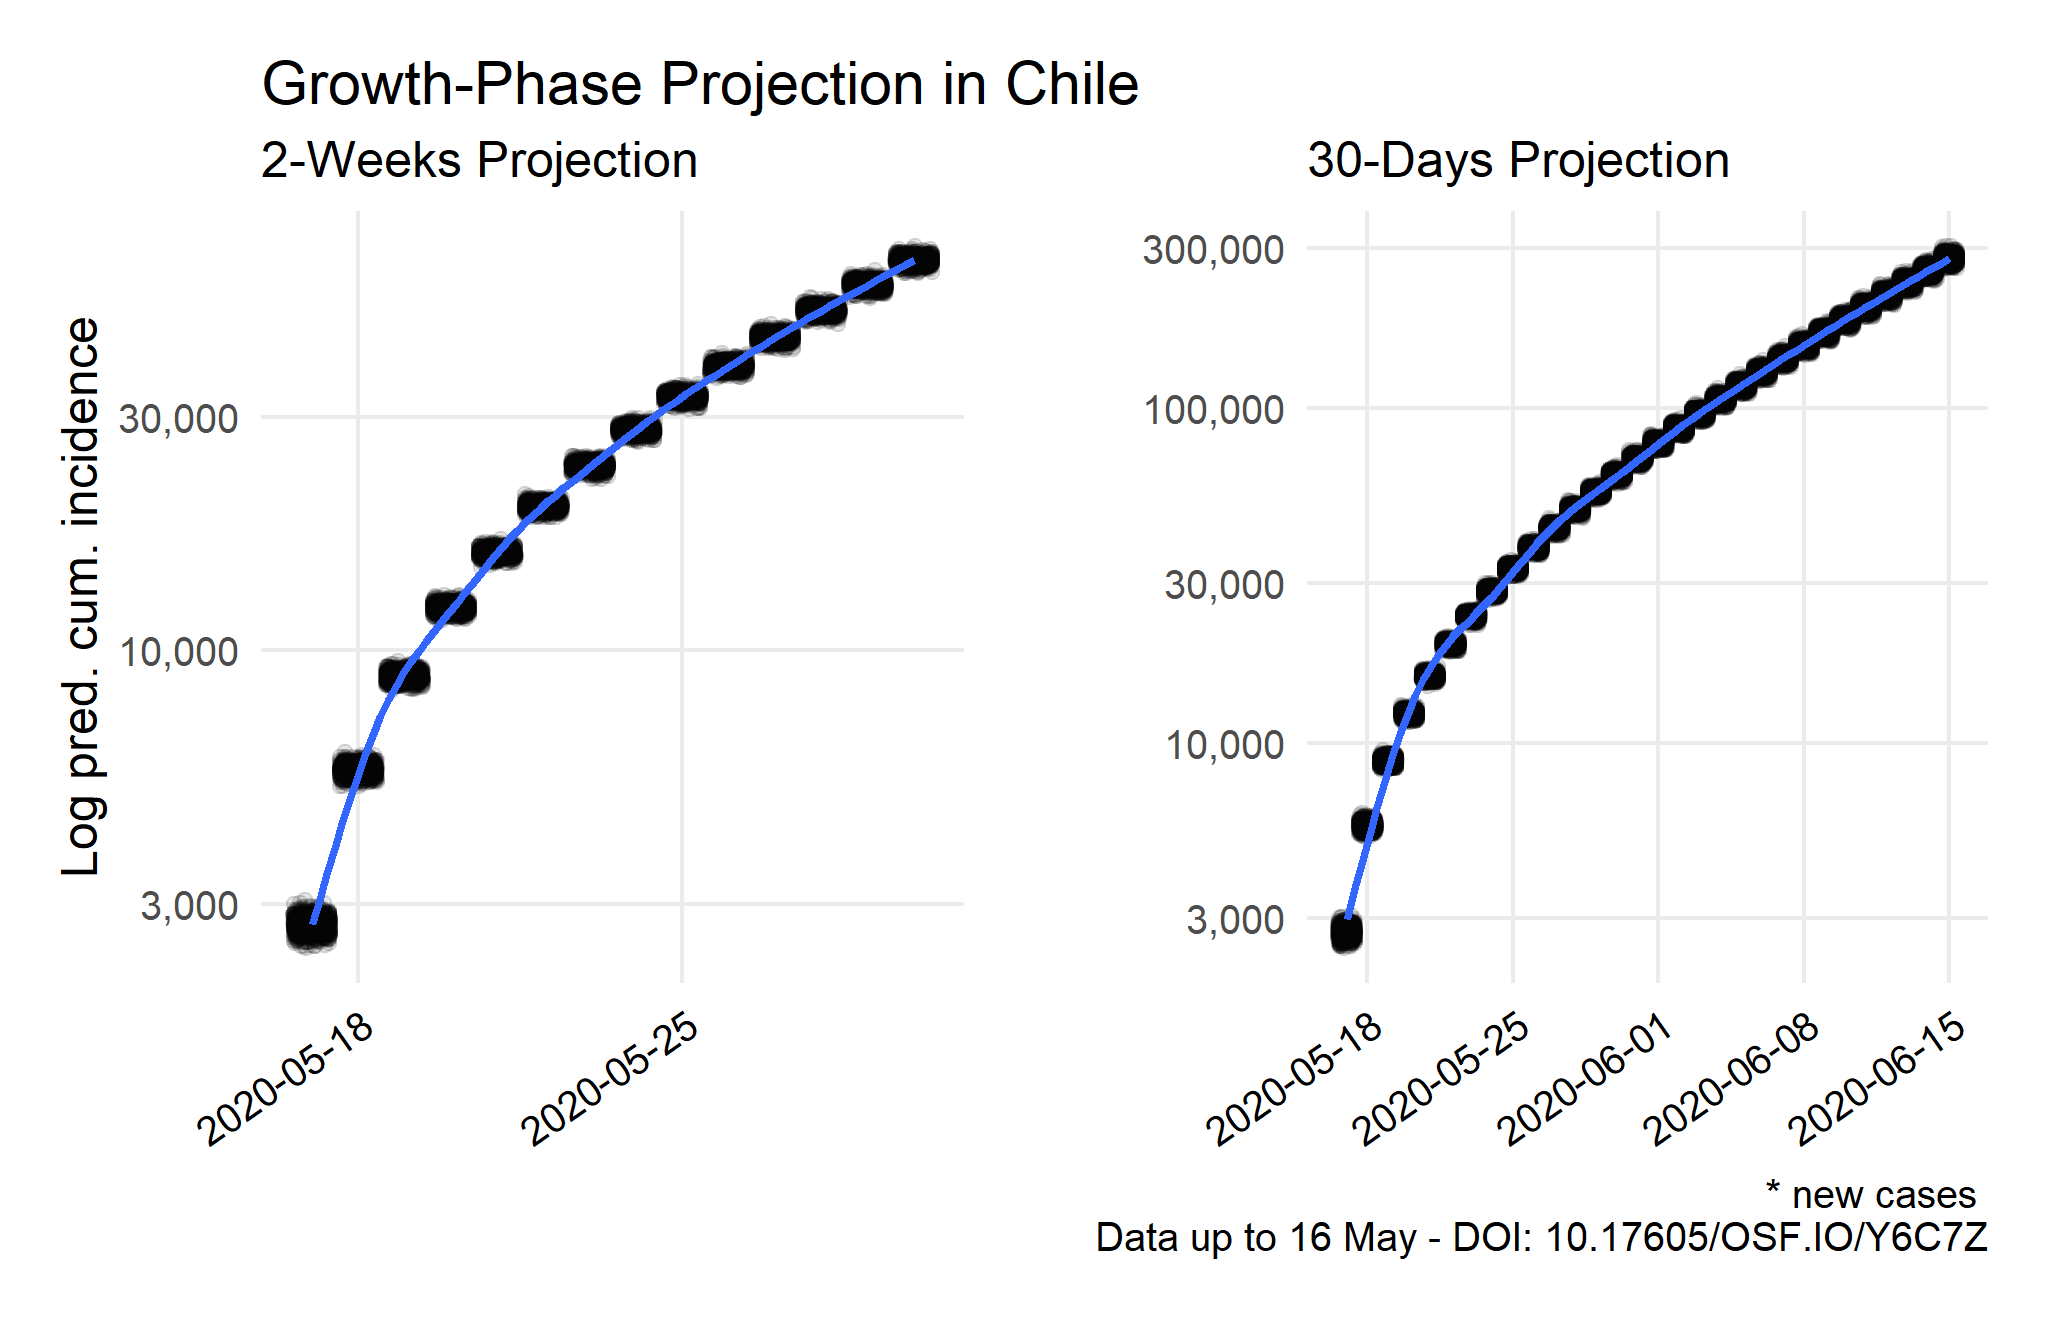 Growth-Phase Projection in Chile
2-Weeks Projection
Log pred. cum. incidence
30,000
10,000
3,000
2020-05-18
2020-05-25
30-Days Projection
300,000
100,000
30,000
10,000
3,000
2020-05-18
2020-05-25
2020-06-01
2020-06-08
2020-06-15
* new cases
Data up to 16 May - DOI: 10.17605/OSF.IO/Y6C7Z